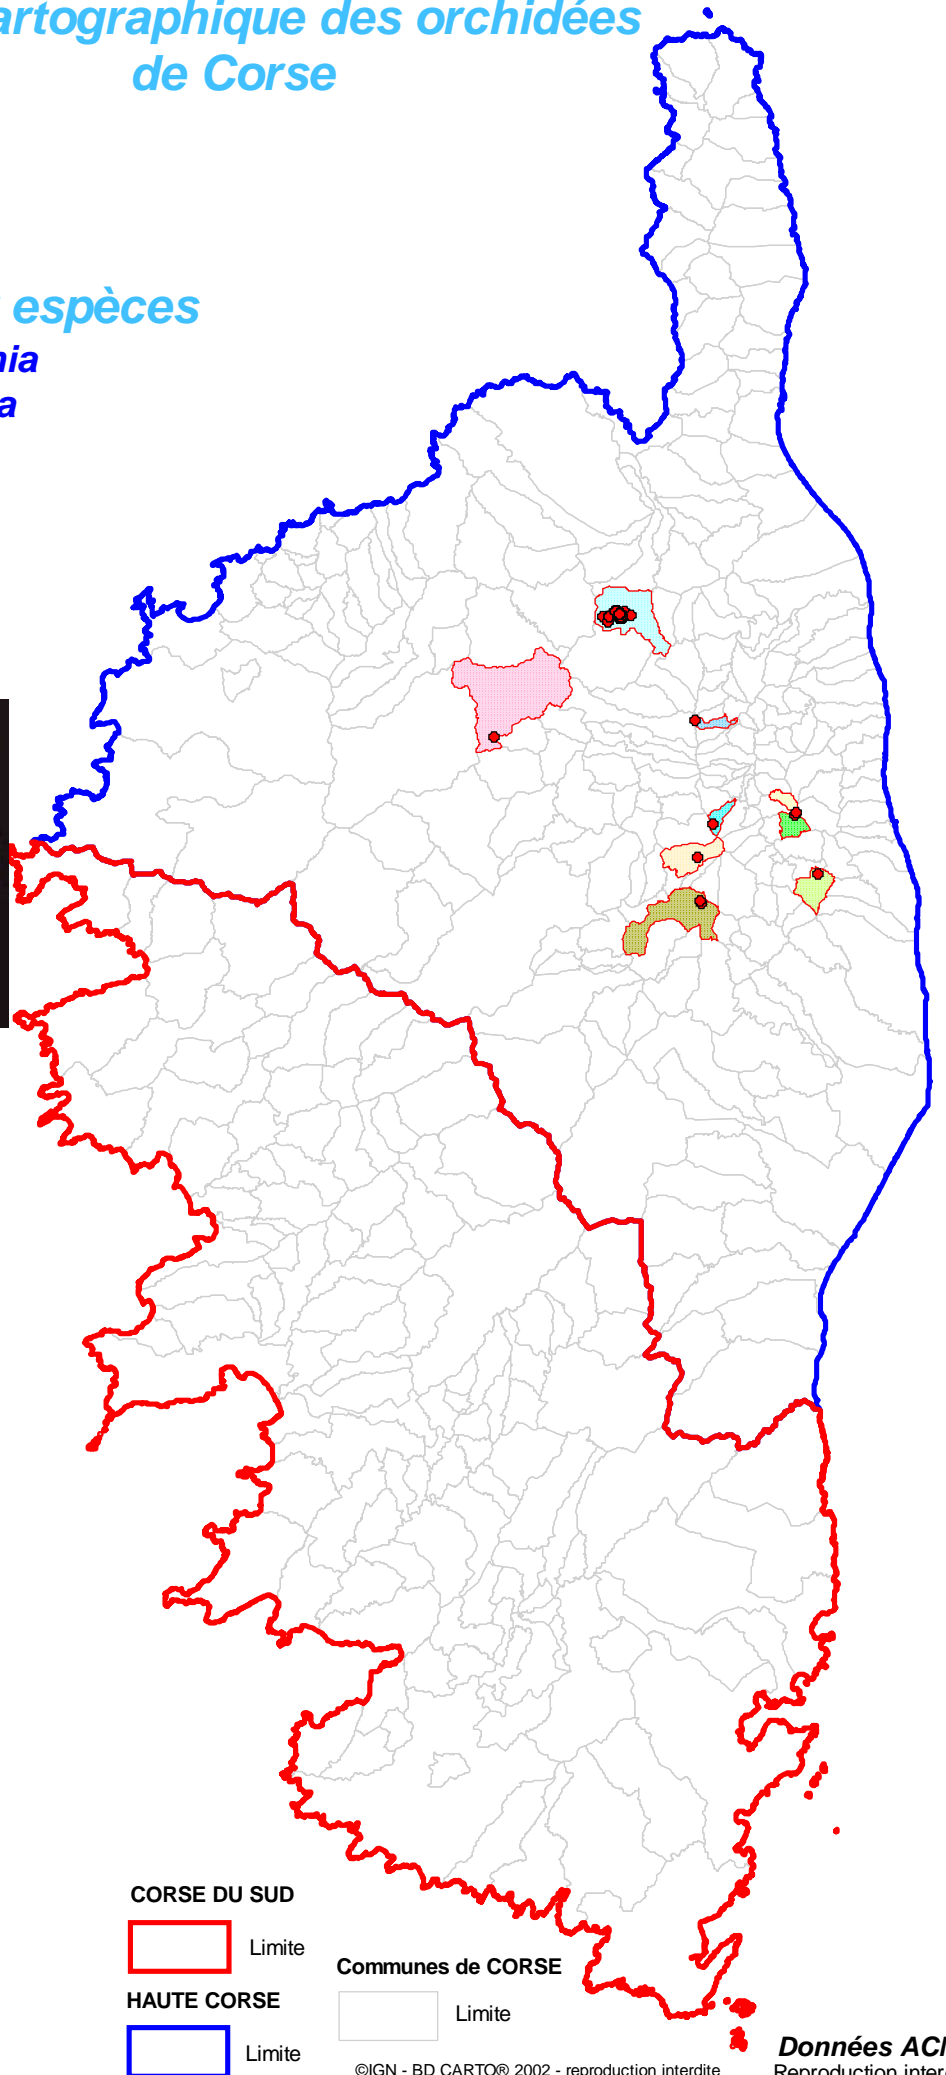 artographique des orchidées
de Corse
espèces
nia
a
CORSE DU SUD
Limite
Communes de CORSE
HAUTE CORSE
Limite
Limite
Données ACI
©IGN - BD CARTO® 2002 - reproduction interdite
Reproduction inter